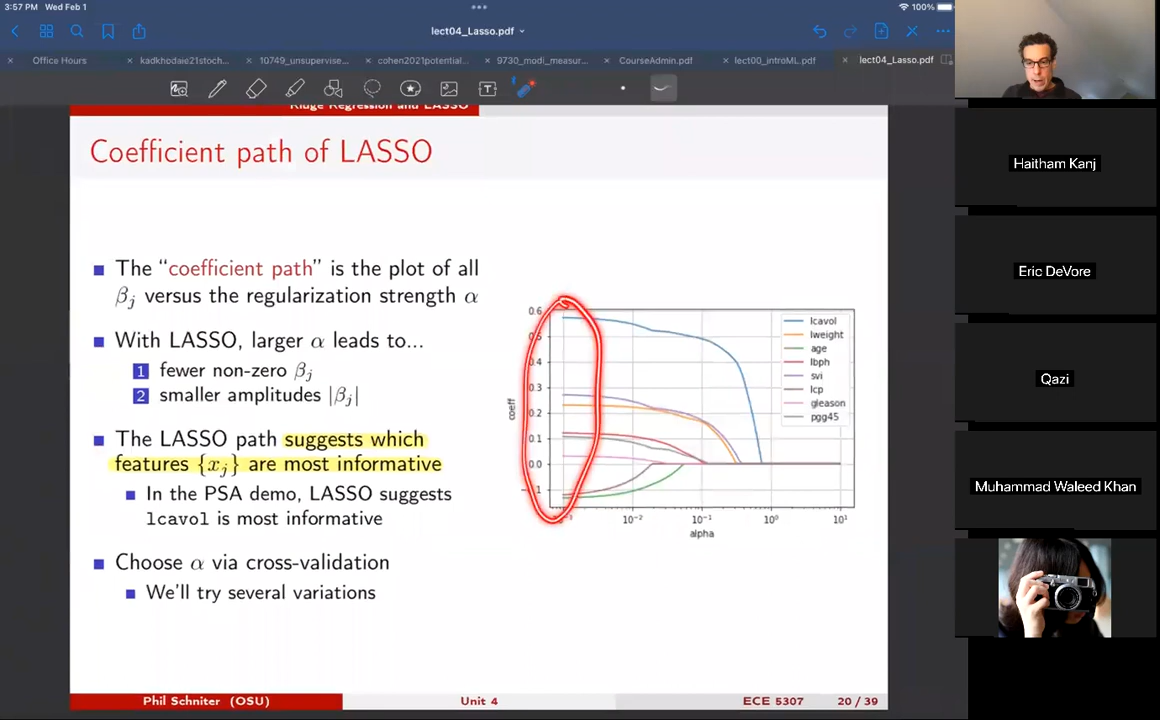 3:57 PM Wed Feb 1
100%
lect04_Lasso.pdf
Office Hours
kadkhodaie21stoch...
10749_unsupervise...
cohen2021potential...
9730_modi_measur...
CourseAdmin.pdf
lect00_introML.pdf
lect04_Lasso.pdf
Ridge Regression and LASSO
Coefficient path of LASSO
The “coefficient path” is the plot of all
βj versus the regularization strength α
With LASSO, larger α leads to...
1 fewer non-zero βj
2 smaller amplitudes |βj|
The LASSO path suggests which
features {xj} are most informative
In the PSA demo, LASSO suggests
lcavol is most informative
Choose α via cross-validation
We'll try several variations
0.6
0.5
0.4
0.3
0.2
0.1
0.0
coeff
10⁻³ 10⁻² 10⁻¹ 10⁰ 10¹
alpha
lcavol
lweight
age
lbph
svi
lcp
gleason
pgg45
Phil Schniter (OSU)
Unit 4
ECE 5307
20 / 39
Haitham Kanj
Eric DeVore
Qazi
Muhammad Waleed Khan